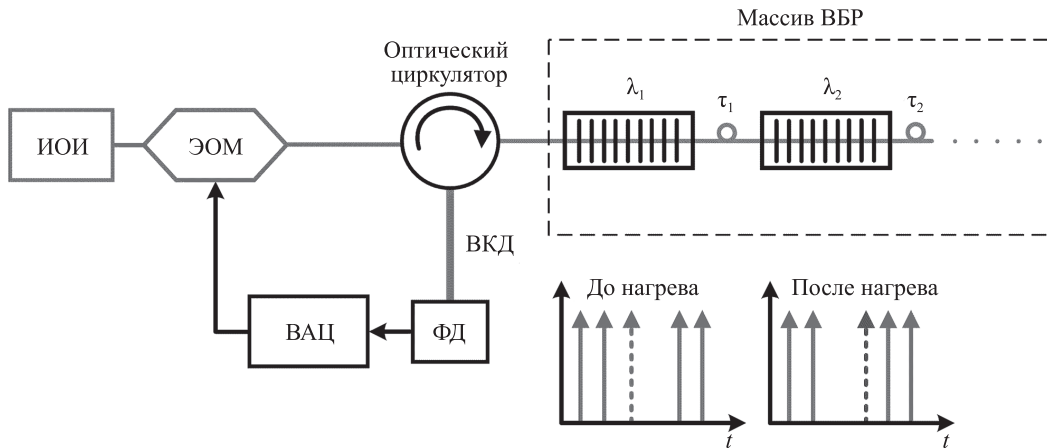 Массив ВБР
Оптический
циркулятор
λ1
τ1
λ2
τ2
ИОИ
ЭОМ
. . . . .
ВКД
ВАЦ
ФД
До нагрева
После нагрева
t
t